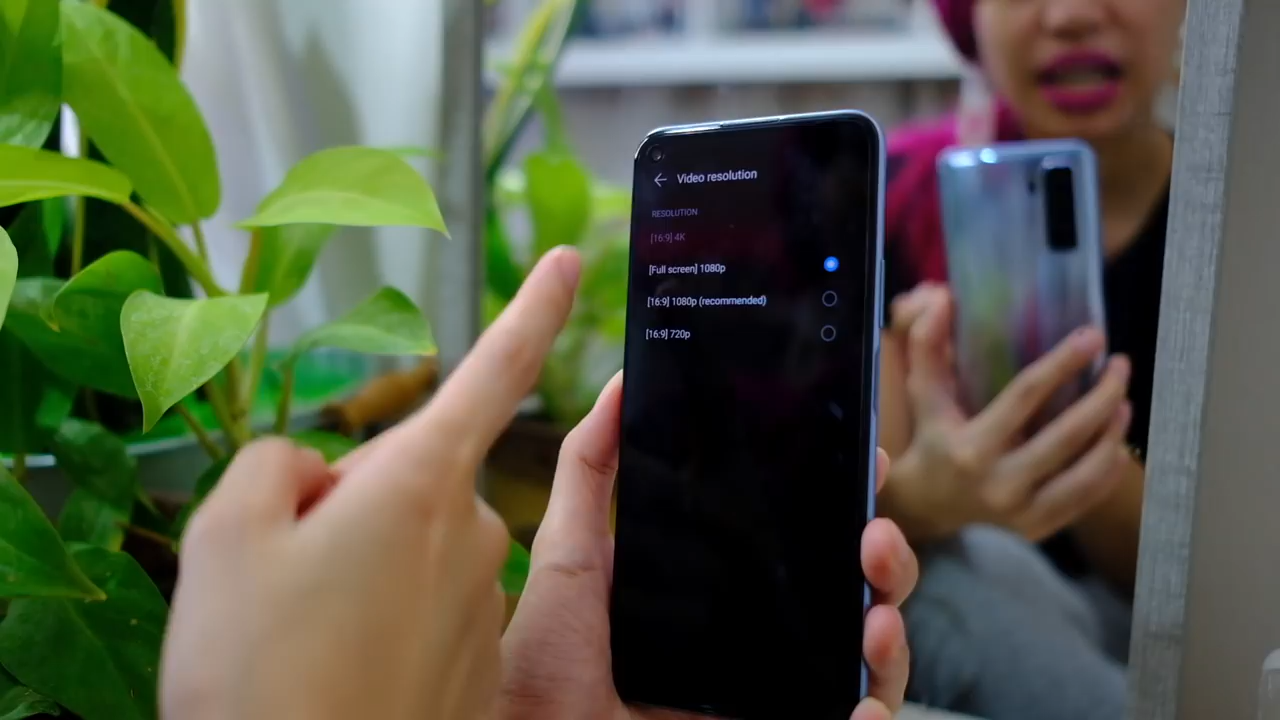 Video resolution
RESOLUTION
[16:9] 4K
[Full screen] 1080p
[16:9] 1080p (recommended)
[16:9] 720p